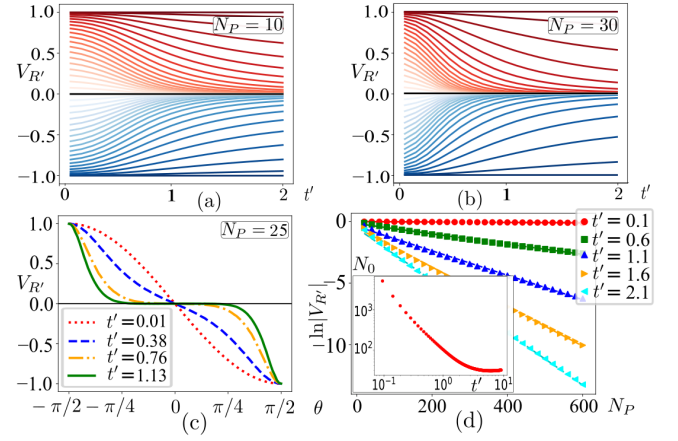 1.0
0.5
V_{R'}
0.0
−0.5
−1.0
N_P = 10
0 1 2 t'
(a)
1.0
0.5
V_{R'}
0.0
−0.5
−1.0
N_P = 30
0 1 2 t'
(b)
1.0
0.5
V_{R'}
0.0
−0.5
−1.0
N_P = 25
t' = 0.01
t' = 0.38
t' = 0.76
t' = 1.13
− π/2 − π/4 0 π/4 π/2 θ
(c)
0
−5
−10
ln|V_{R'}|
t' = 0.1
t' = 0.6
t' = 1.1
t' = 1.6
t' = 2.1
N_0
10^3
10^2
10^{-1} 10^0 t' 10^1
0 200 400 600 N_P
(d)